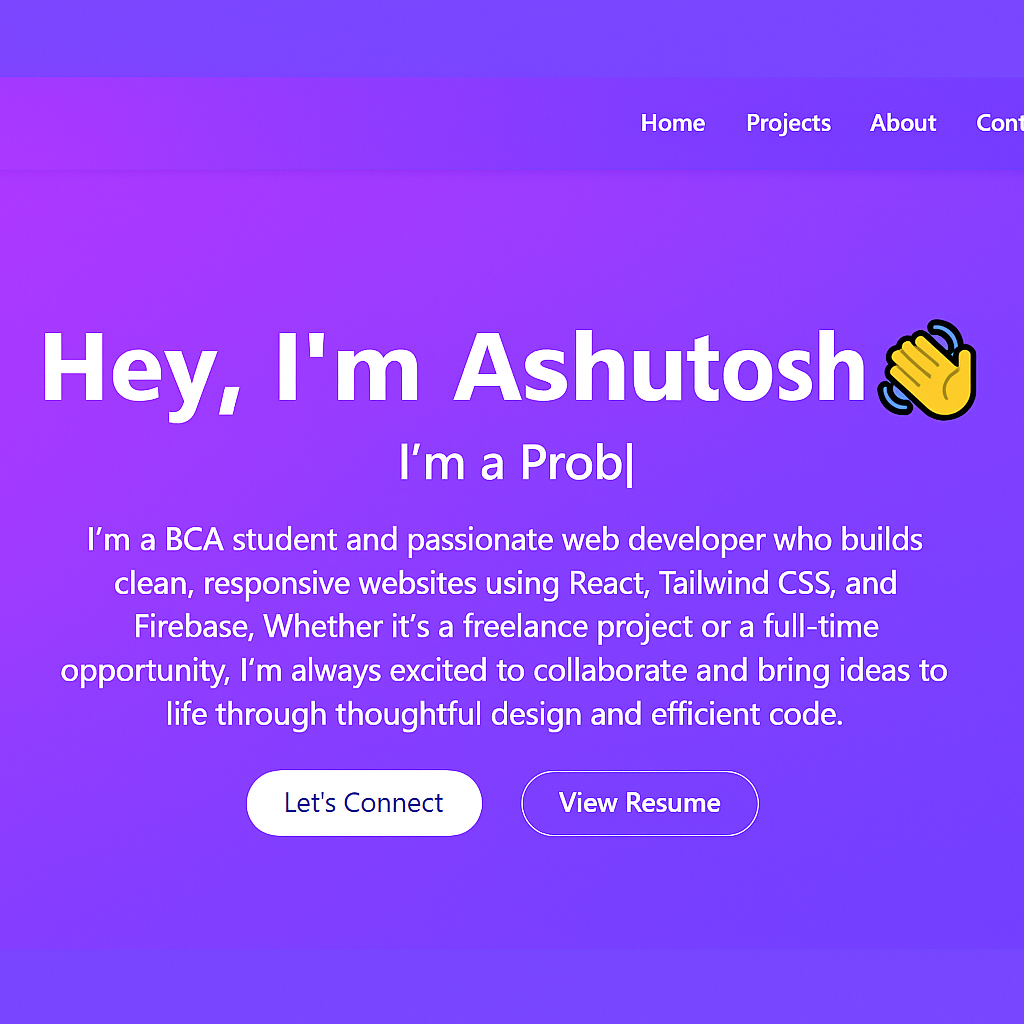 Home Projects About Cont
Hey, I'm Ashutosh👋
I’m a Prob|
I’m a BCA student and passionate web developer who builds
clean, responsive websites using React, Tailwind CSS, and
Firebase, Whether it’s a freelance project or a full-time
opportunity, I‘m always excited to collaborate and bring ideas to
life through thoughtful design and efficient code.
Let's Connect View Resume